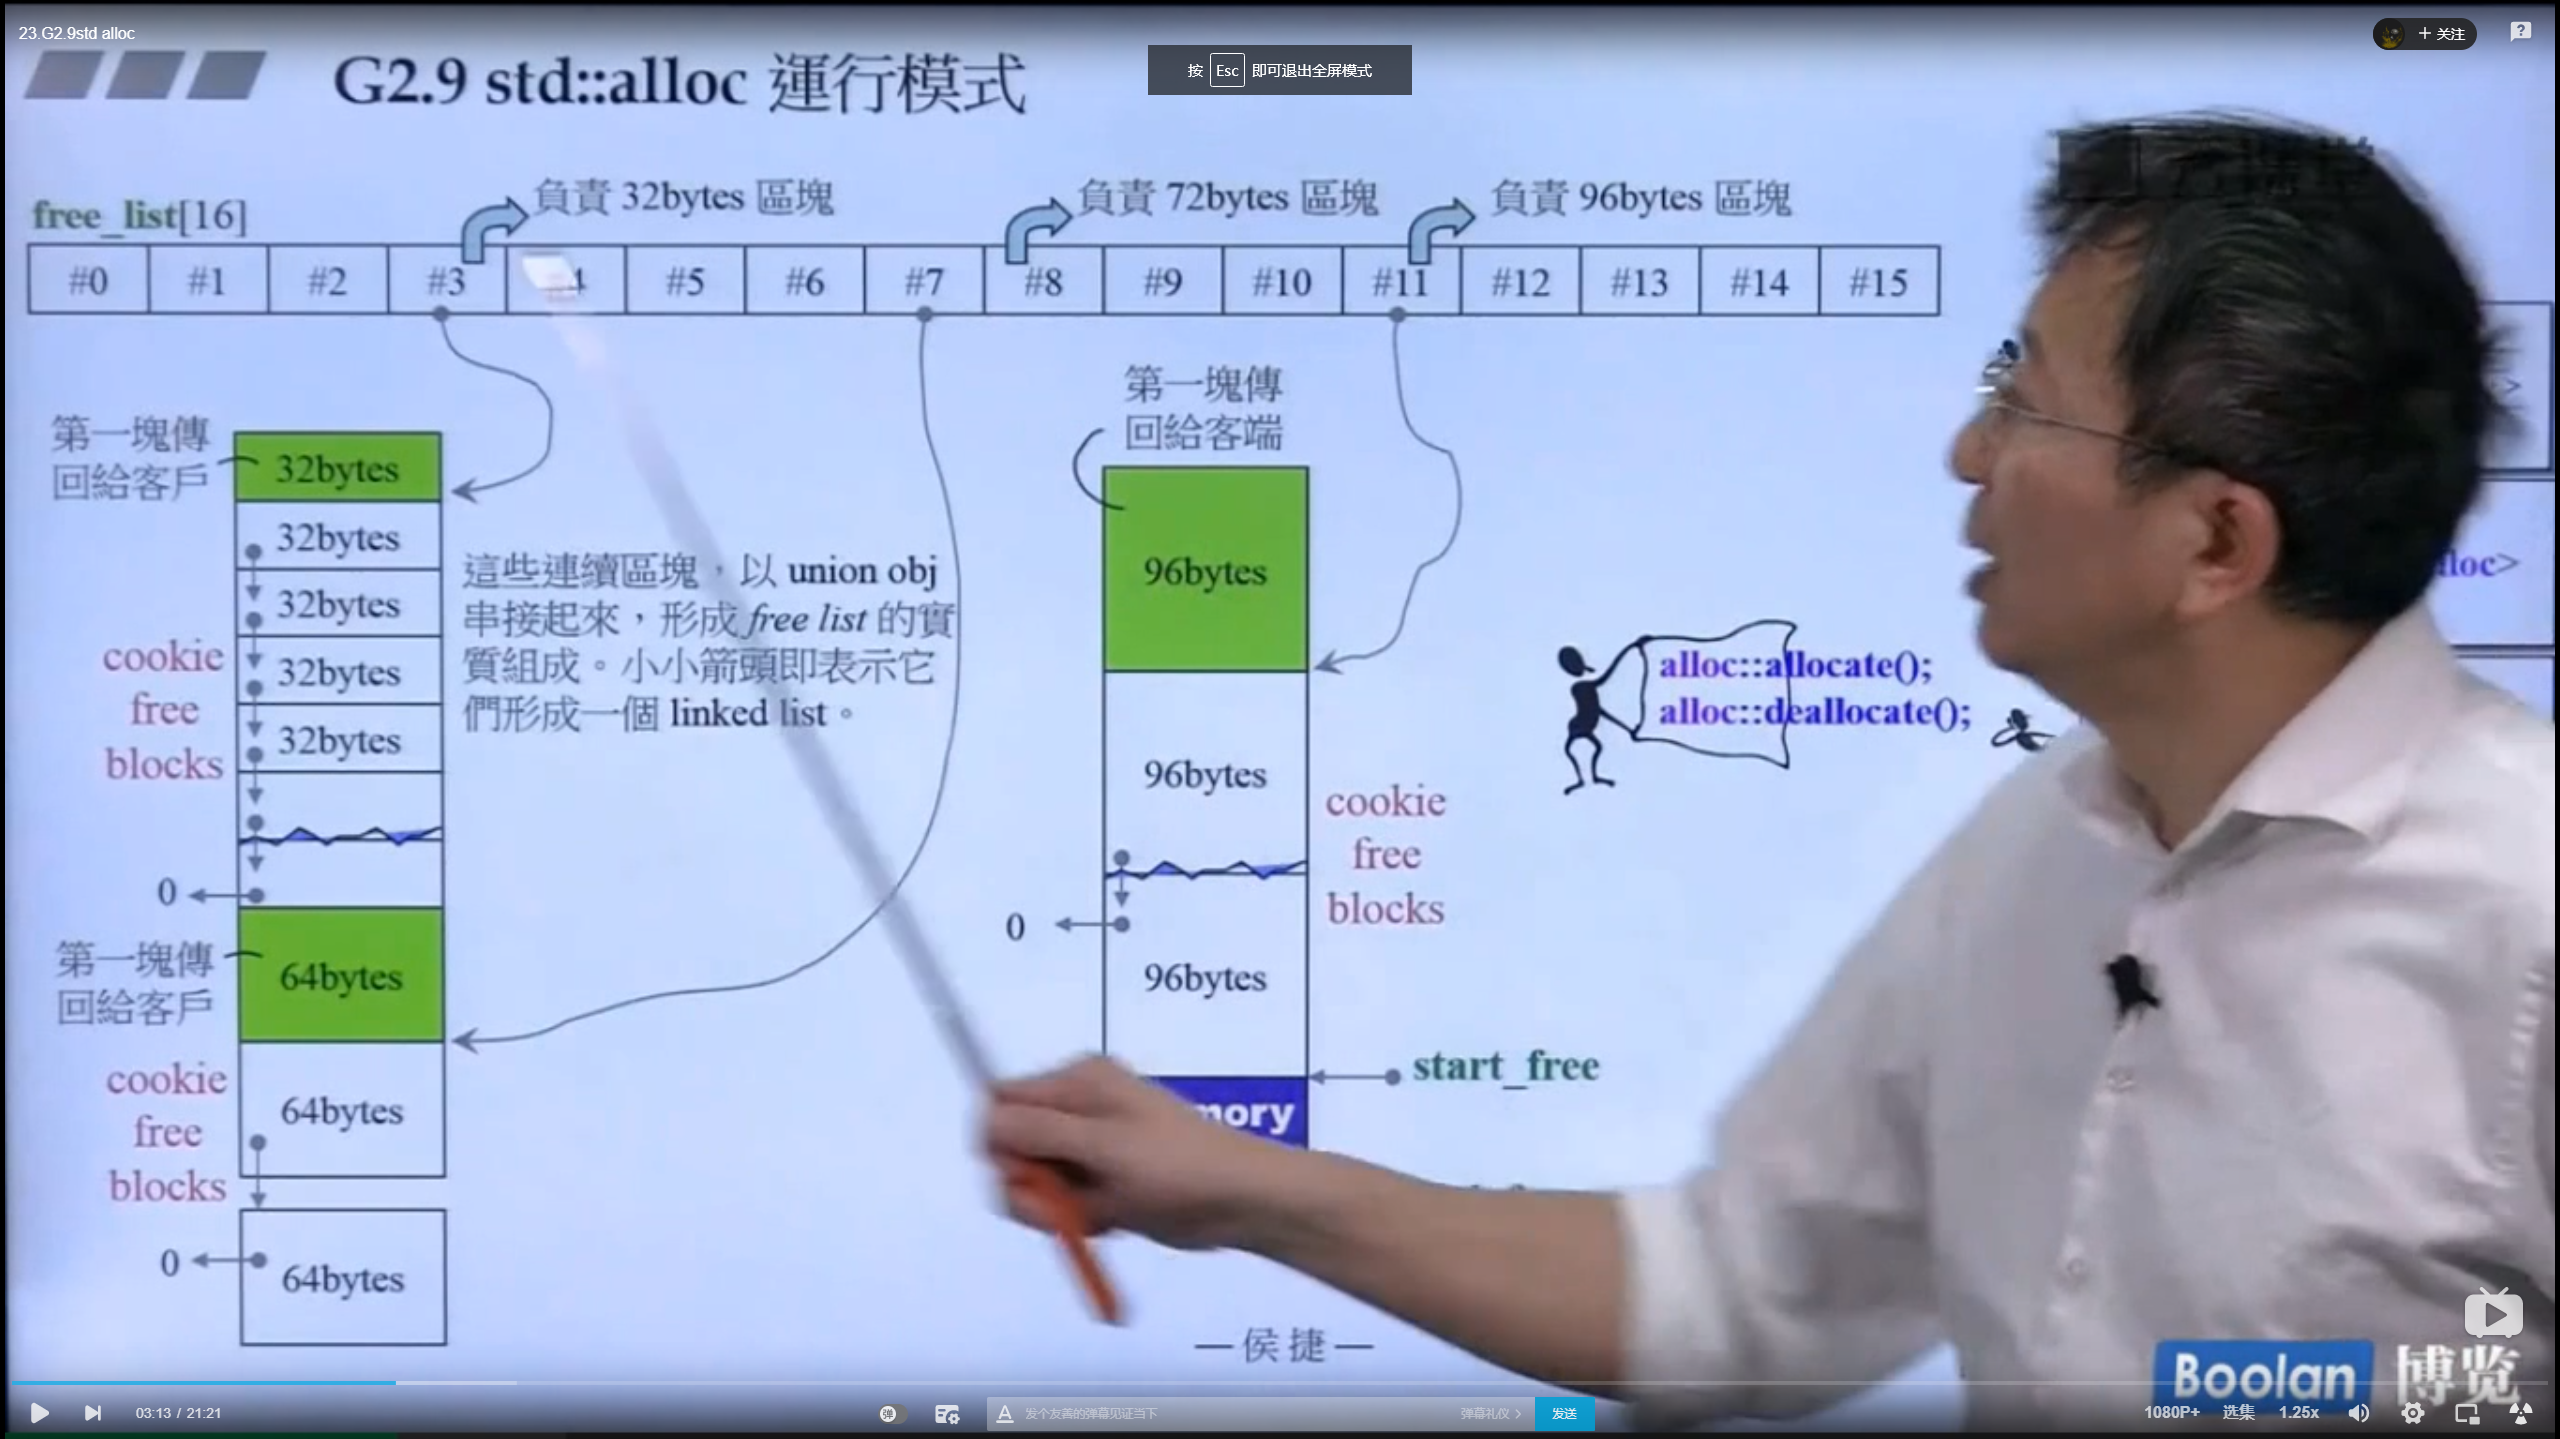 23.G2.9std alloc
+ 关注
按 Esc 即可退出全屏模式
G2.9 std::alloc 運行模式
負責 32bytes 區塊
負責 72bytes 區塊
負責 96bytes 區塊
free_list[16]
#0 #1 #2 #3 4 #5 #6 #7 #8 #9 #10 #11 #12 #13 #14 #15
第一塊傳
回給客戶
32bytes
32bytes
32bytes
32bytes
32bytes
cookie
free
blocks
0
這些連續區塊，以 union obj
串接起來，形成 free list 的實
質組成。小小箭頭即表示它
們形成一個 linked list。
第一塊傳
回給客戶
64bytes
cookie
free
blocks
64bytes
0
64bytes
第一塊傳
回給客端
96bytes
96bytes
cookie
free
blocks
0
96bytes
start_free
alloc::allocate();
alloc::deallocate();
— 侯 捷 —
Boolan 博览
03:13 / 21:21
弹
发个友善的弹幕见证当下
弹幕礼仪 >
发送
1080P+ 选集 1.25x